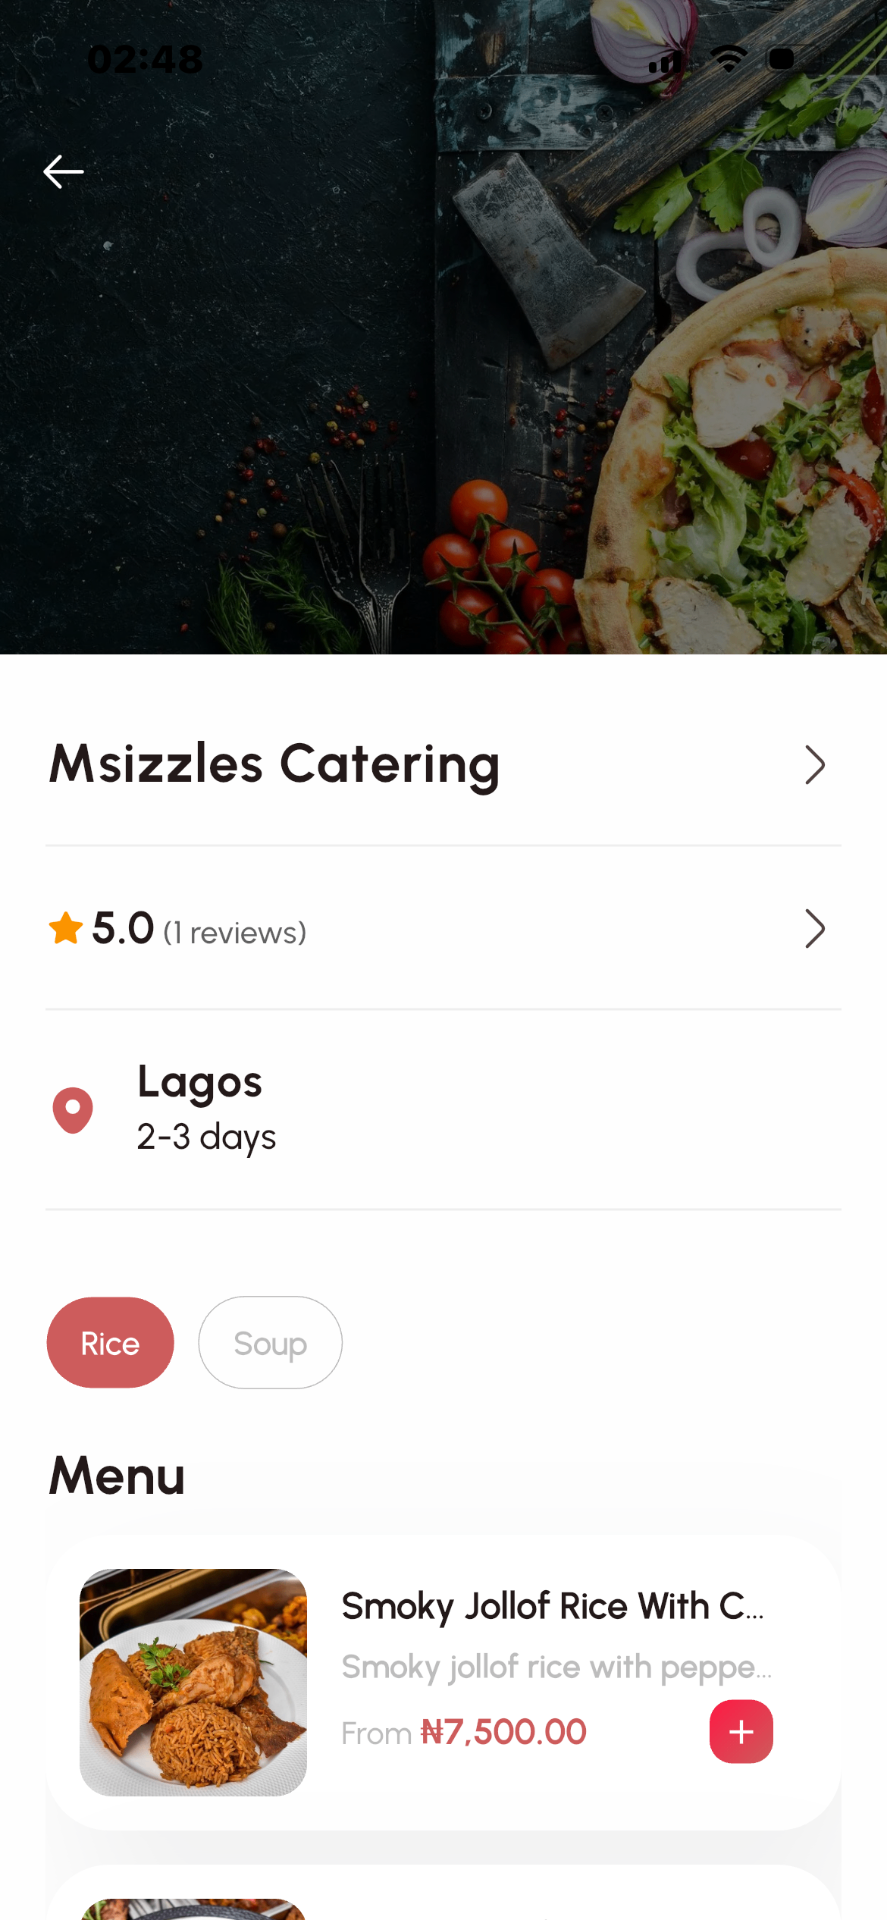 02:48
Msizzles Catering
5.0 (1 reviews)
Lagos
2-3 days
Rice
Soup
Menu
Smoky Jollof Rice With C...
Smoky jollof rice with peppe...
From ₦7,500.00